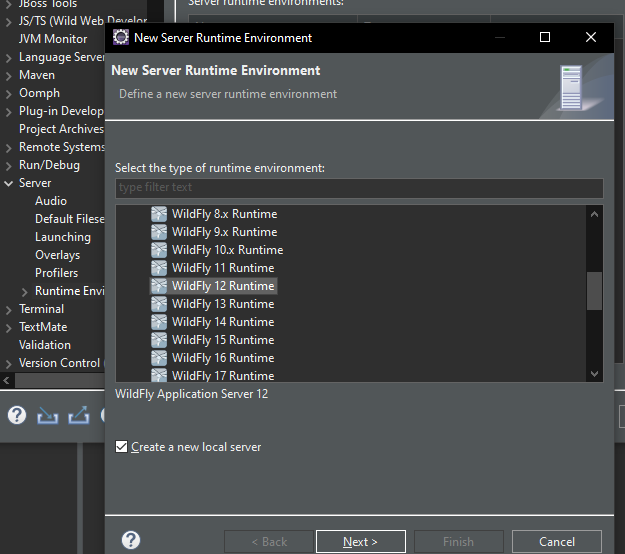 JBoss Tools
Server runtime environments:
JS/TS (Wild Web Develop
JVM Monitor
Language Server
Maven
Oomph
Plug-in Develop
Project Archives
Remote Systems
Run/Debug
Server
Audio
Default Filese
Launching
Overlays
Profilers
Runtime Envi
Terminal
TextMate
Validation
Version Control (
New Server Runtime Environment
New Server Runtime Environment
Define a new server runtime environment
Select the type of runtime environment:
type filter text
WildFly 8.x Runtime
WildFly 9.x Runtime
WildFly 10.x Runtime
WildFly 11 Runtime
WildFly 12 Runtime
WildFly 13 Runtime
WildFly 14 Runtime
WildFly 15 Runtime
WildFly 16 Runtime
WildFly 17 Runtime
WildFly Application Server 12
Create a new local server
< Back
Next >
Finish
Cancel